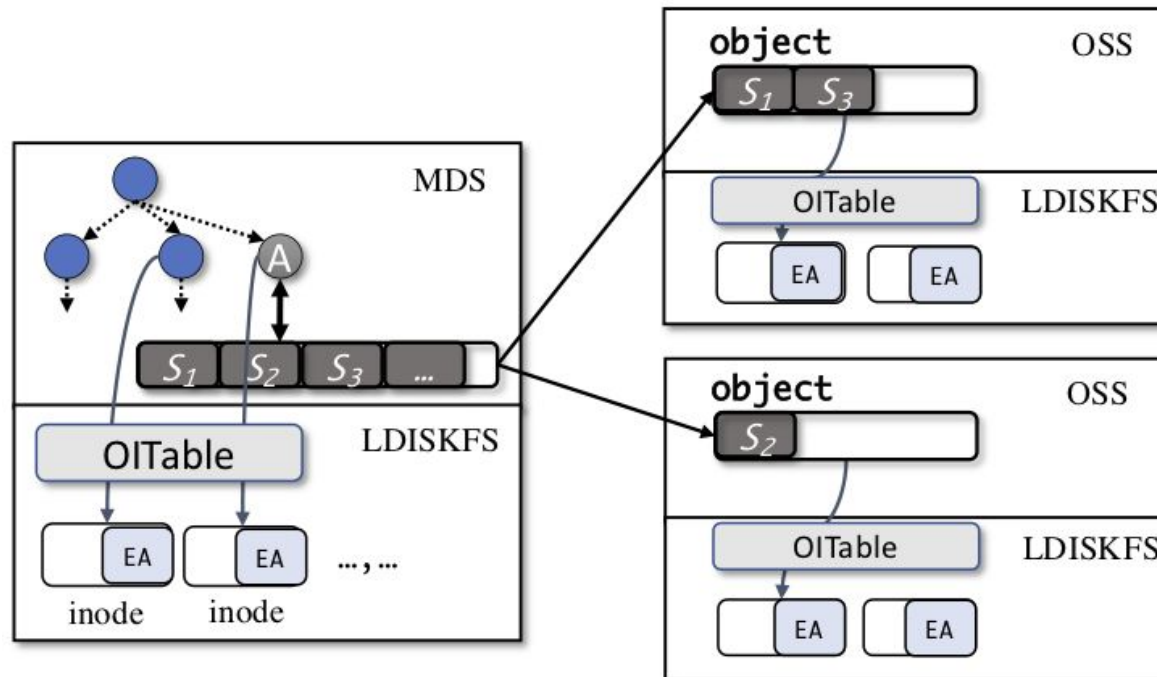 MDS
A
S1 S2 S3 ...
LDISKFS
OITable
EA EA ...,...
inode inode
object OSS
S1 S3
OITable LDISKFS
EA EA
object OSS
S2
OITable LDISKFS
EA EA